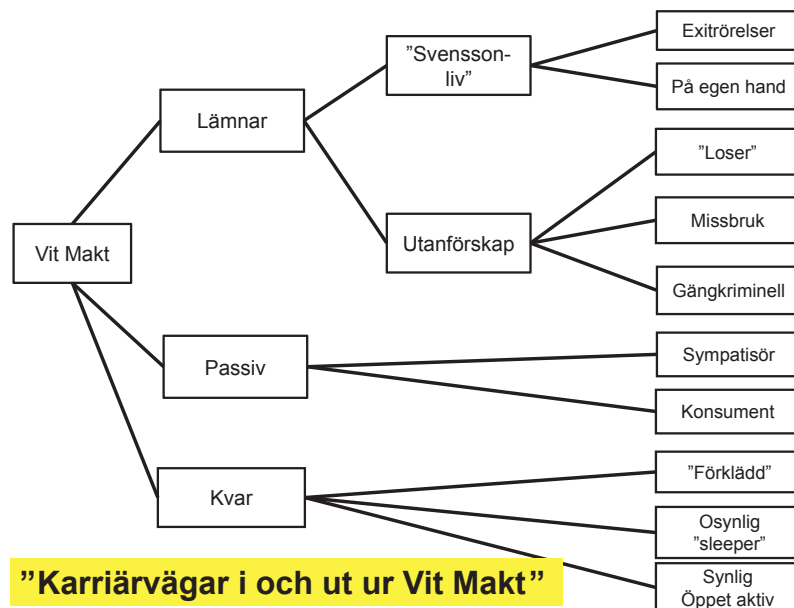 Exitrörelser
”Svensson-
liv”
På egen hand
Lämnar
”Loser”
Missbruk
Utanförskap
Vit Makt
Gängkriminell
Sympatisör
Passiv
Konsument
”Förklädd”
Kvar
Osynlig
”sleeper”
”Karriärvägar i och ut ur Vit Makt”
Synlig
Öppet aktiv